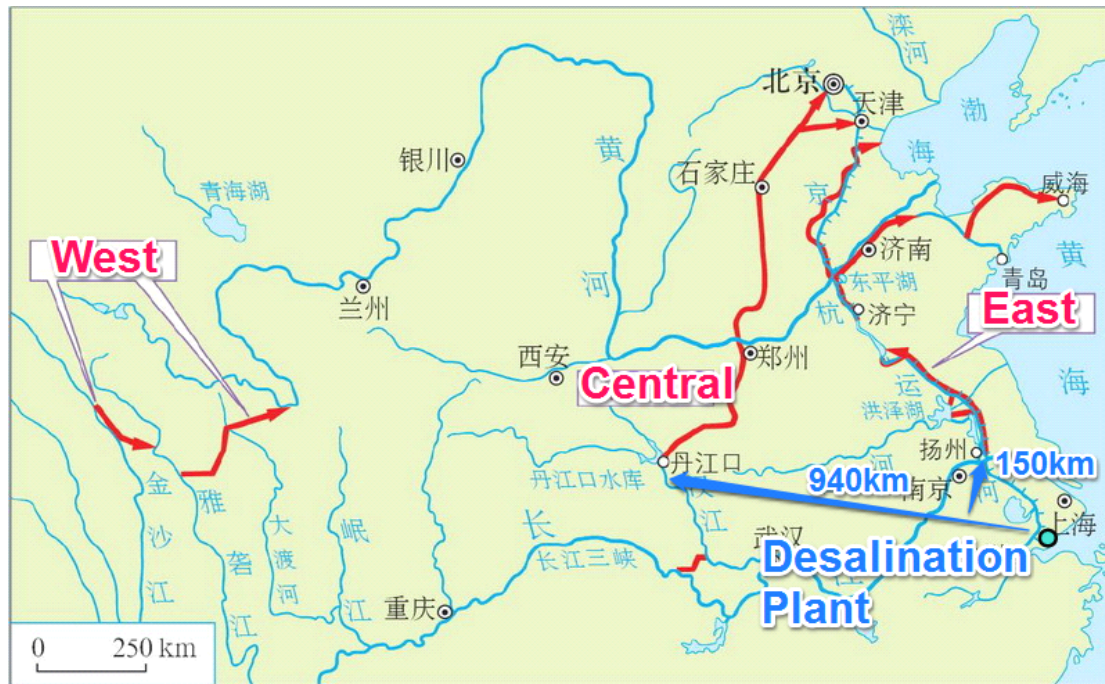 滦河
北京
天津
渤
海
银川
黄
河
石家庄
京
青海湖
威海
West
济南
青岛
黄
海
兰州
东平湖
杭
济宁
East
西安
郑州
Central
运
洪泽湖
扬州
丹江口
河
150km
940km
丹江口水库
汉江
南京
河
上海
金沙江
雅砻江
大渡河
岷江
长
江
武汉
长江三峡
Desalination
Plant
重庆
0 250 km